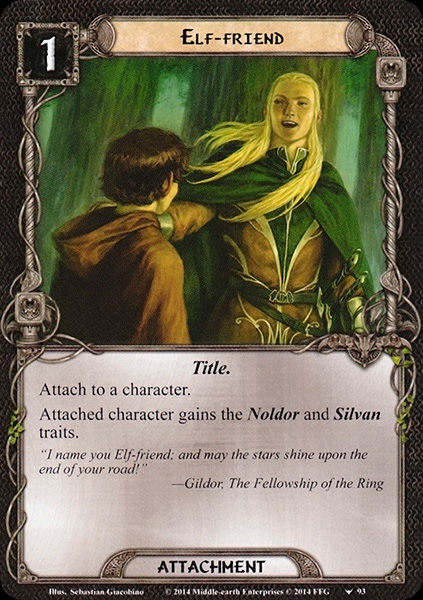 1
ELF-FRIEND
Title.
Attach to a character.
Attached character gains the Noldor and Silvan
traits.
“I name you Elf-friend; and may the stars shine upon the
end of your road!”
—Gildor, The Fellowship of the Ring
ATTACHMENT
Illus. Sebastian Giacobino © 2014 Middle-earth Enterprises © 2014 FFG 93